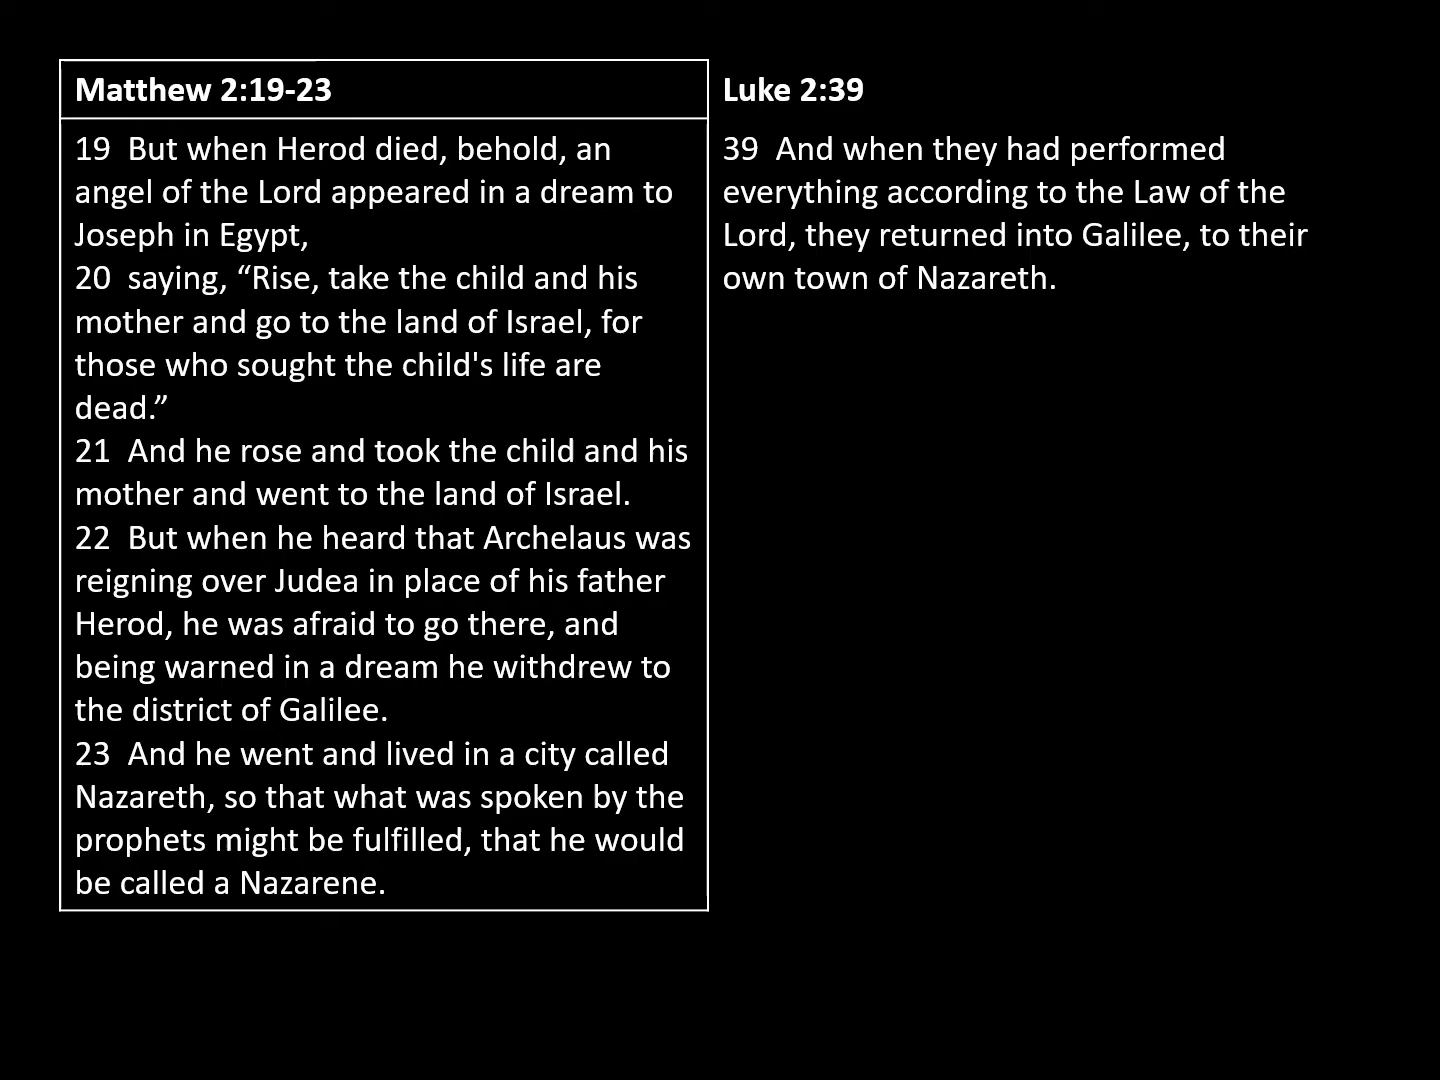 Matthew 2:19-23
19  But when Herod died, behold, an
angel of the Lord appeared in a dream to
Joseph in Egypt,
20  saying, “Rise, take the child and his
mother and go to the land of Israel, for
those who sought the child's life are
dead.”
21  And he rose and took the child and his
mother and went to the land of Israel.
22  But when he heard that Archelaus was
reigning over Judea in place of his father
Herod, he was afraid to go there, and
being warned in a dream he withdrew to
the district of Galilee.
23  And he went and lived in a city called
Nazareth, so that what was spoken by the
prophets might be fulfilled, that he would
be called a Nazarene.
Luke 2:39
39  And when they had performed
everything according to the Law of the
Lord, they returned into Galilee, to their
own town of Nazareth.